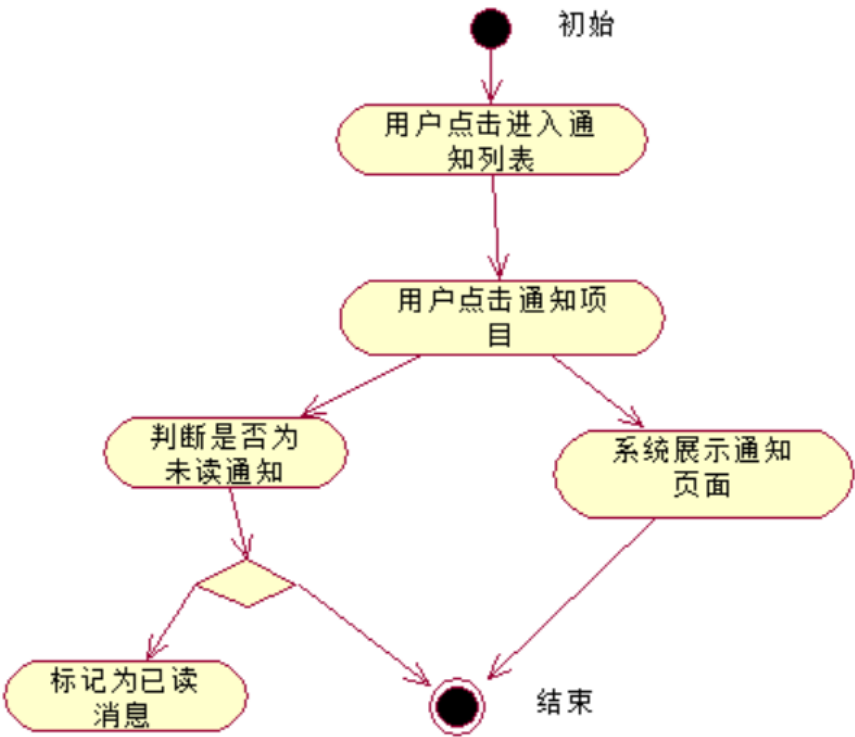 初始
用户点击进入通
知列表
用户点击通知项
目
判断是否为
未读通知
系统展示通知
页面
标记为已读
消息
结束